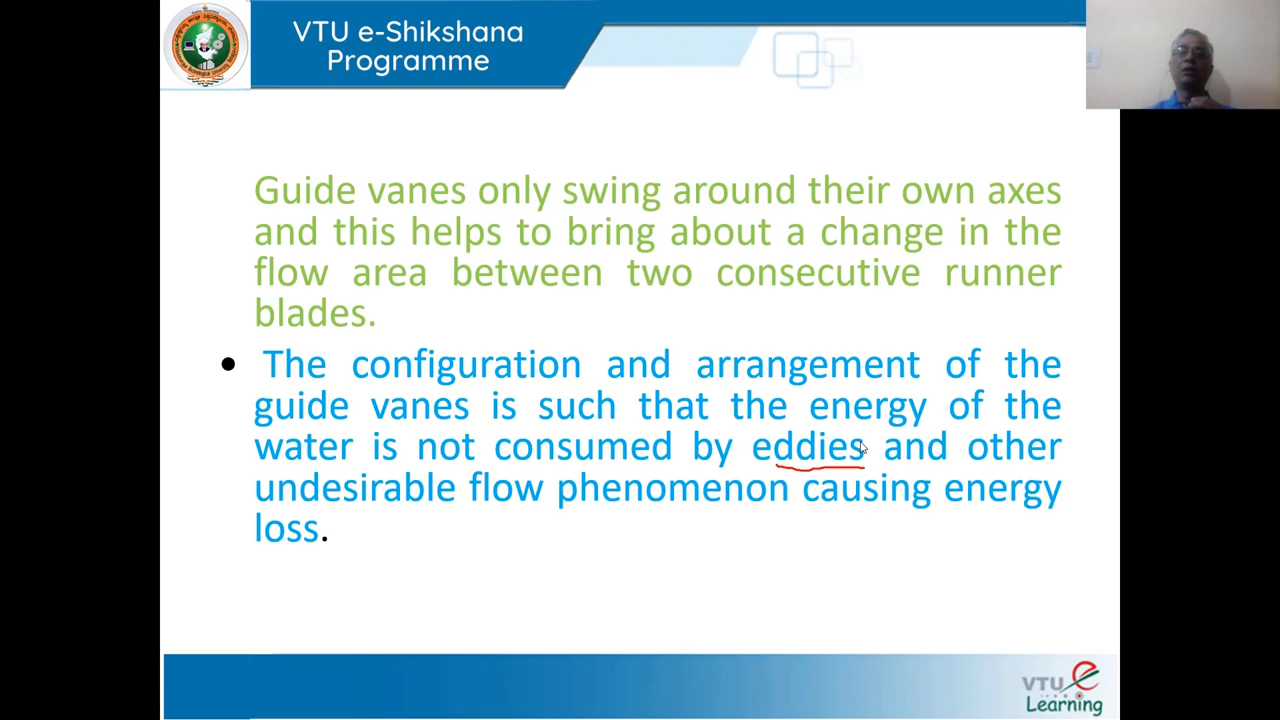 VTU e-Shikshana
Programme
Guide vanes only swing around their own axes
and this helps to bring about a change in the
flow area between two consecutive runner
blades.
• The configuration and arrangement of the
guide vanes is such that the energy of the
water is not consumed by eddies and other
undesirable flow phenomenon causing energy
loss.
VTU e
Learning